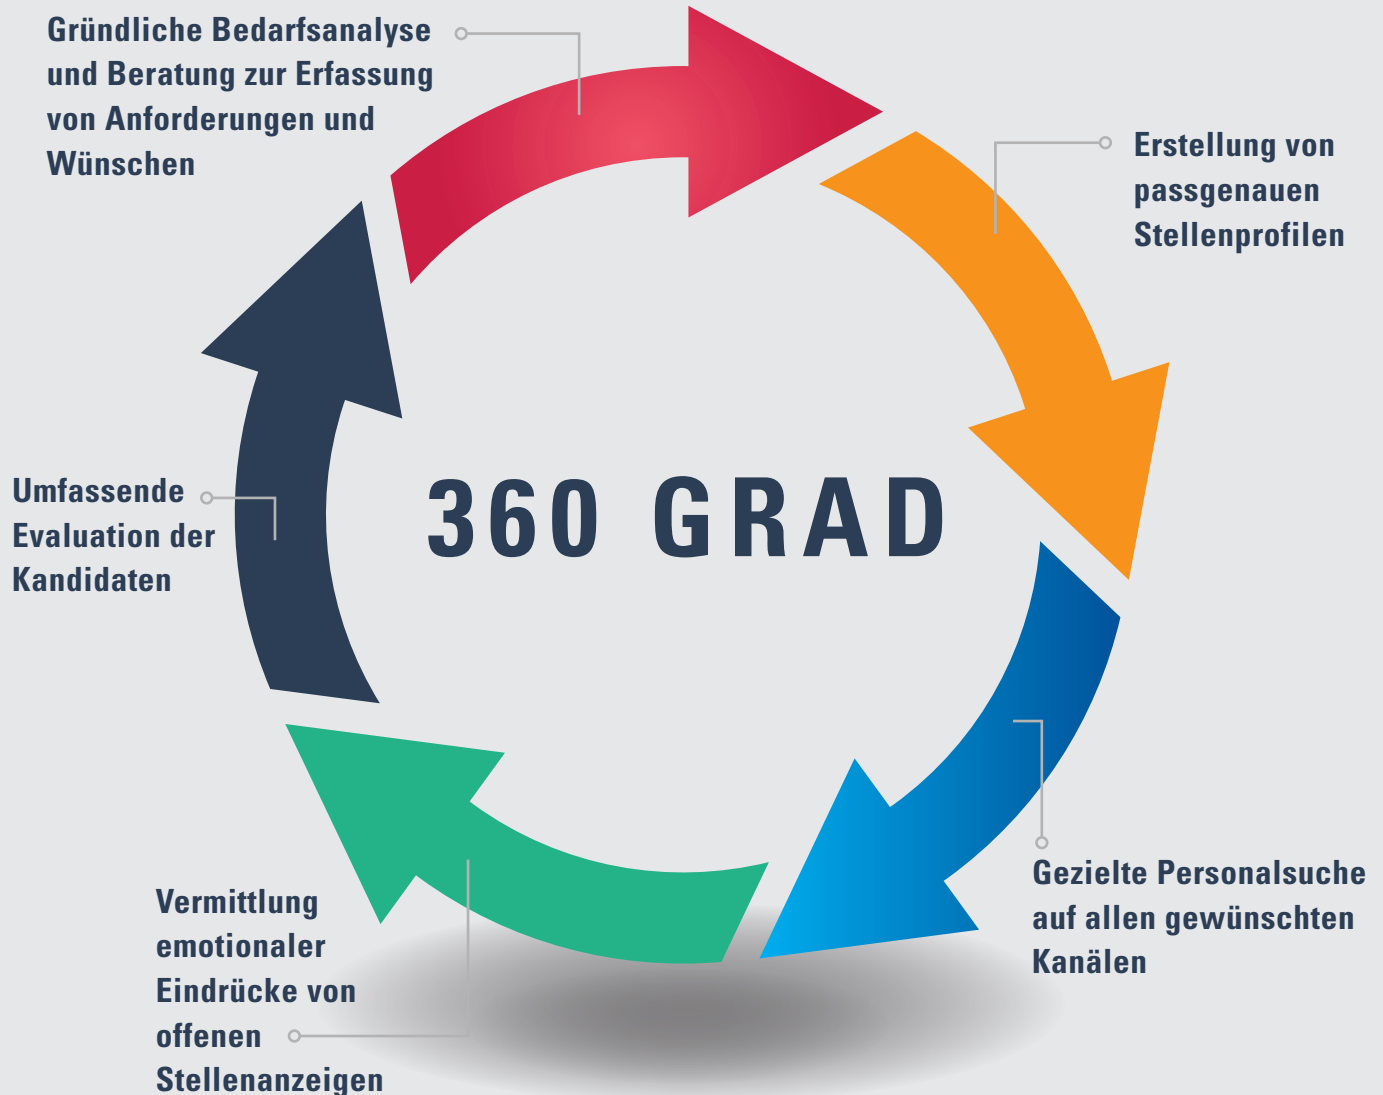 Gründliche Bedarfsanalyse
und Beratung zur Erfassung
von Anforderungen und
Wünschen
Erstellung von
passgenauen
Stellenprofilen
360 GRAD
Umfassende
Evaluation der
Kandidaten
Gezielte Personalsuche
auf allen gewünschten
Kanälen
Vermittlung
emotionaler
Eindrücke von
offenen
Stellenanzeigen